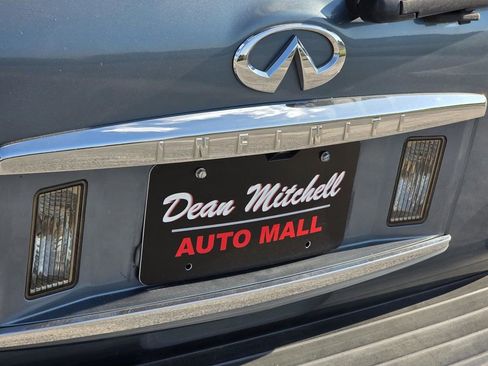 INFINITI
Dean Mitchell
AUTO MALL